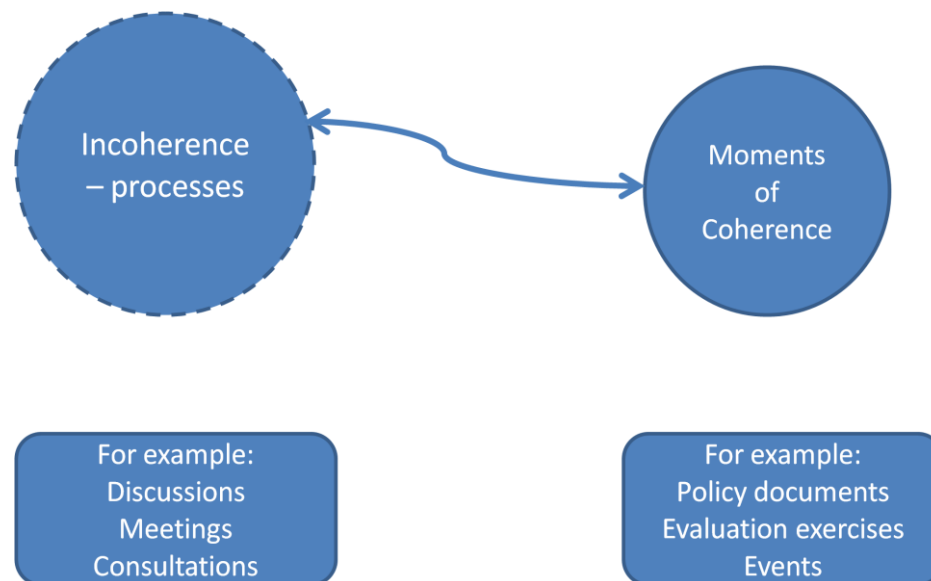 Incoherence
– processes
Moments
of
Coherence
For example:
Discussions
Meetings
Consultations
For example:
Policy documents
Evaluation exercises
Events